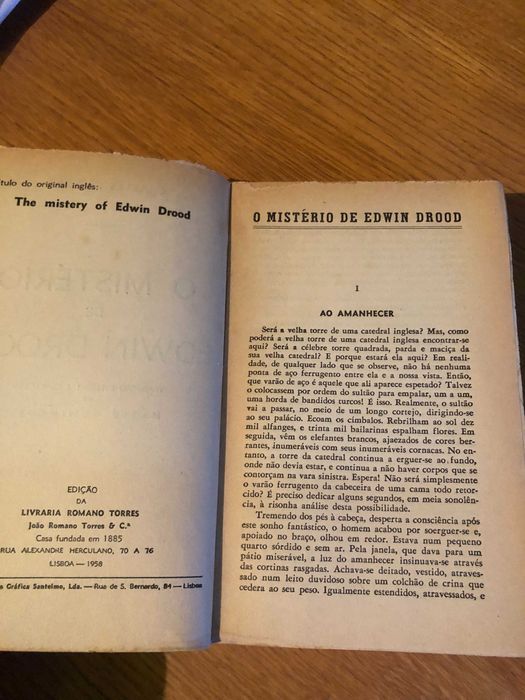 ítulo do original inglês:
The mistery of Edwin Drood
EDIÇÃO
DA
LIVRARIA ROMANO TORRES
João Romano Torres & C.ª
Casa fundada em 1885
RUA ALEXANDRE HERCULANO, 70 A 76
LISBOA — 1958
Gráfica Santelmo, Lda. — Rua de S. Bernardo, 84 — Lisboa
O MISTÉRIO DE EDWIN DROOD
I
AO AMANHECER
Será a velha torre de uma catedral inglesa? Mas, como
poderá a velha torre de uma catedral inglesa encontrar-se
aqui? Será a célebre torre quadrada, parda e maciça da
sua velha catedral? E porque estará ela aqui? Em reali-
dade, de qualquer lado que se observe, não há nenhuma
ponta de aço ferrugento entre ela e a nossa vista. Então,
que varão de aço é aquele que ali aparece espetado? Talvez
o colocassem por ordem do sultão para empalar, um a um,
uma horda de bandidos turcos! É isso. Realmente, o sultão
vai a passar, no meio de um longo cortejo, dirigindo-se
ao seu palácio. Ecoam os címbalos. Rebrilham ao sol dez
mil alfanges, e trinta mil bailarinas espalham flores. Em
seguida, vêm os elefantes brancos, ajaezados de cores ber-
rantes, inumeráveis com seus inumeráveis cornacas. No en-
tanto, a torre da catedral continua a erguer-se ao fundo,
onde não devia estar, e continua a não haver corpos que se
contorçam na vara sinistra. Espera! Não será simplesmente
o varão ferrugento da cabeceira de uma cama todo retor-
cido? É preciso dedicar alguns segundos, em meia sonolên-
cia, à risonha análise desta possibilidade.
Tremendo dos pés à cabeça, desperta a consciência após
este sonho fantástico, o homem acabou por soerguer-se e,
apoiado no braço, olhou em redor. Estava num pequeno
quarto sórdido e sem ar. Pela janela, que dava para um
pátio miserável, a luz do amanhecer insinuava-se através
das cortinas rasgadas. Achava-se deitado, vestido, atraves-
sado num leito duvidoso sobre um colchão de crina que
cedera ao seu peso. Igualmente estendidos, atravessados, e